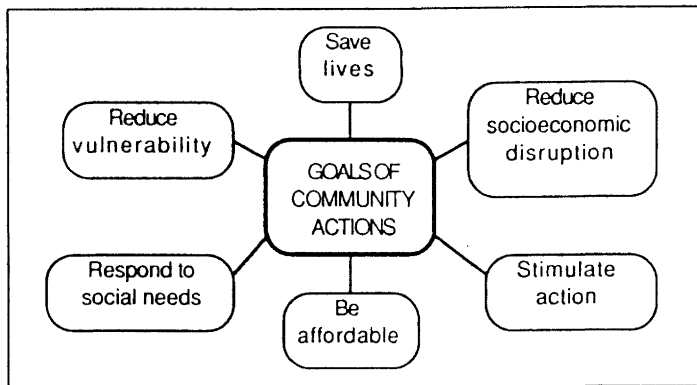 Save
lives
Reduce
vulnerability
Reduce
socioeconomic
disruption
GOALS OF
COMMUNITY
ACTIONS
Respond to
social needs
Be
affordable
Stimulate
action